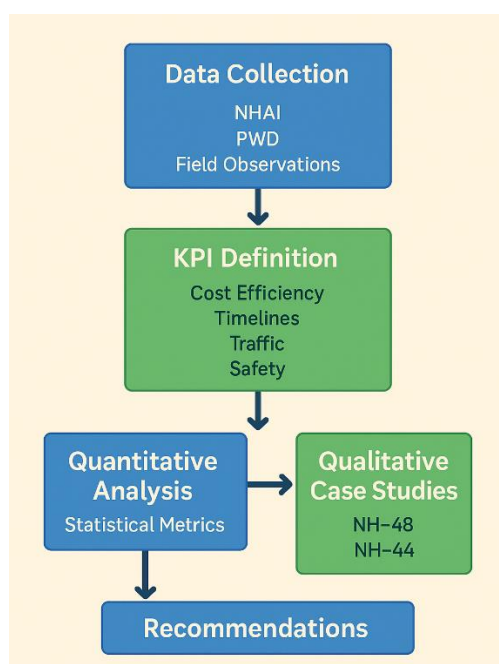 Data Collection
NHAI
PWD
Field Observations
KPI Definition
Cost Efficiency
Timelines
Traffic
Safety
Quantitative
Analysis
Statistical Metrics
Qualitative
Case Studies
NH–48
NH–44
Recommendations